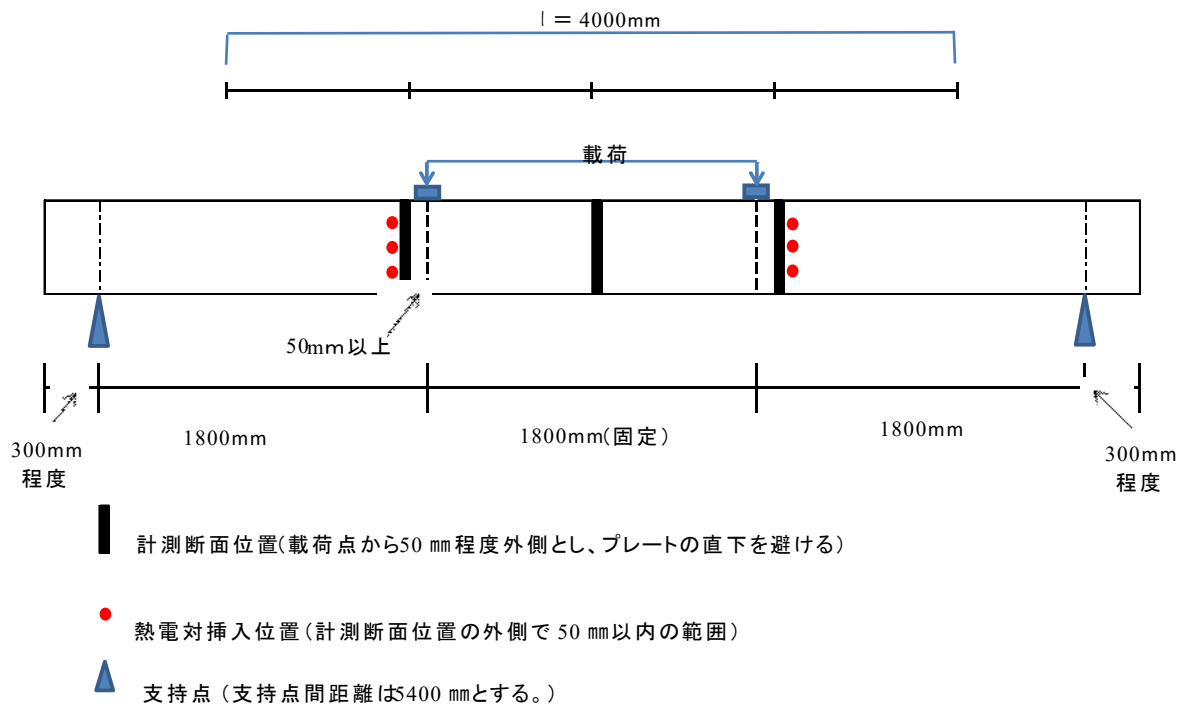 l = 4000mm
載荷
50mm以上
1800mm
1800mm(固定)
1800mm
300mm
程度
300mm
程度
計測断面位置(載荷点から50 ㎜程度外側とし、プレートの直下を避ける)
熱電対挿入位置(計測断面位置の外側で 50 ㎜以内の範囲)
支持点 (支持点間距離は5400 ㎜とする。)